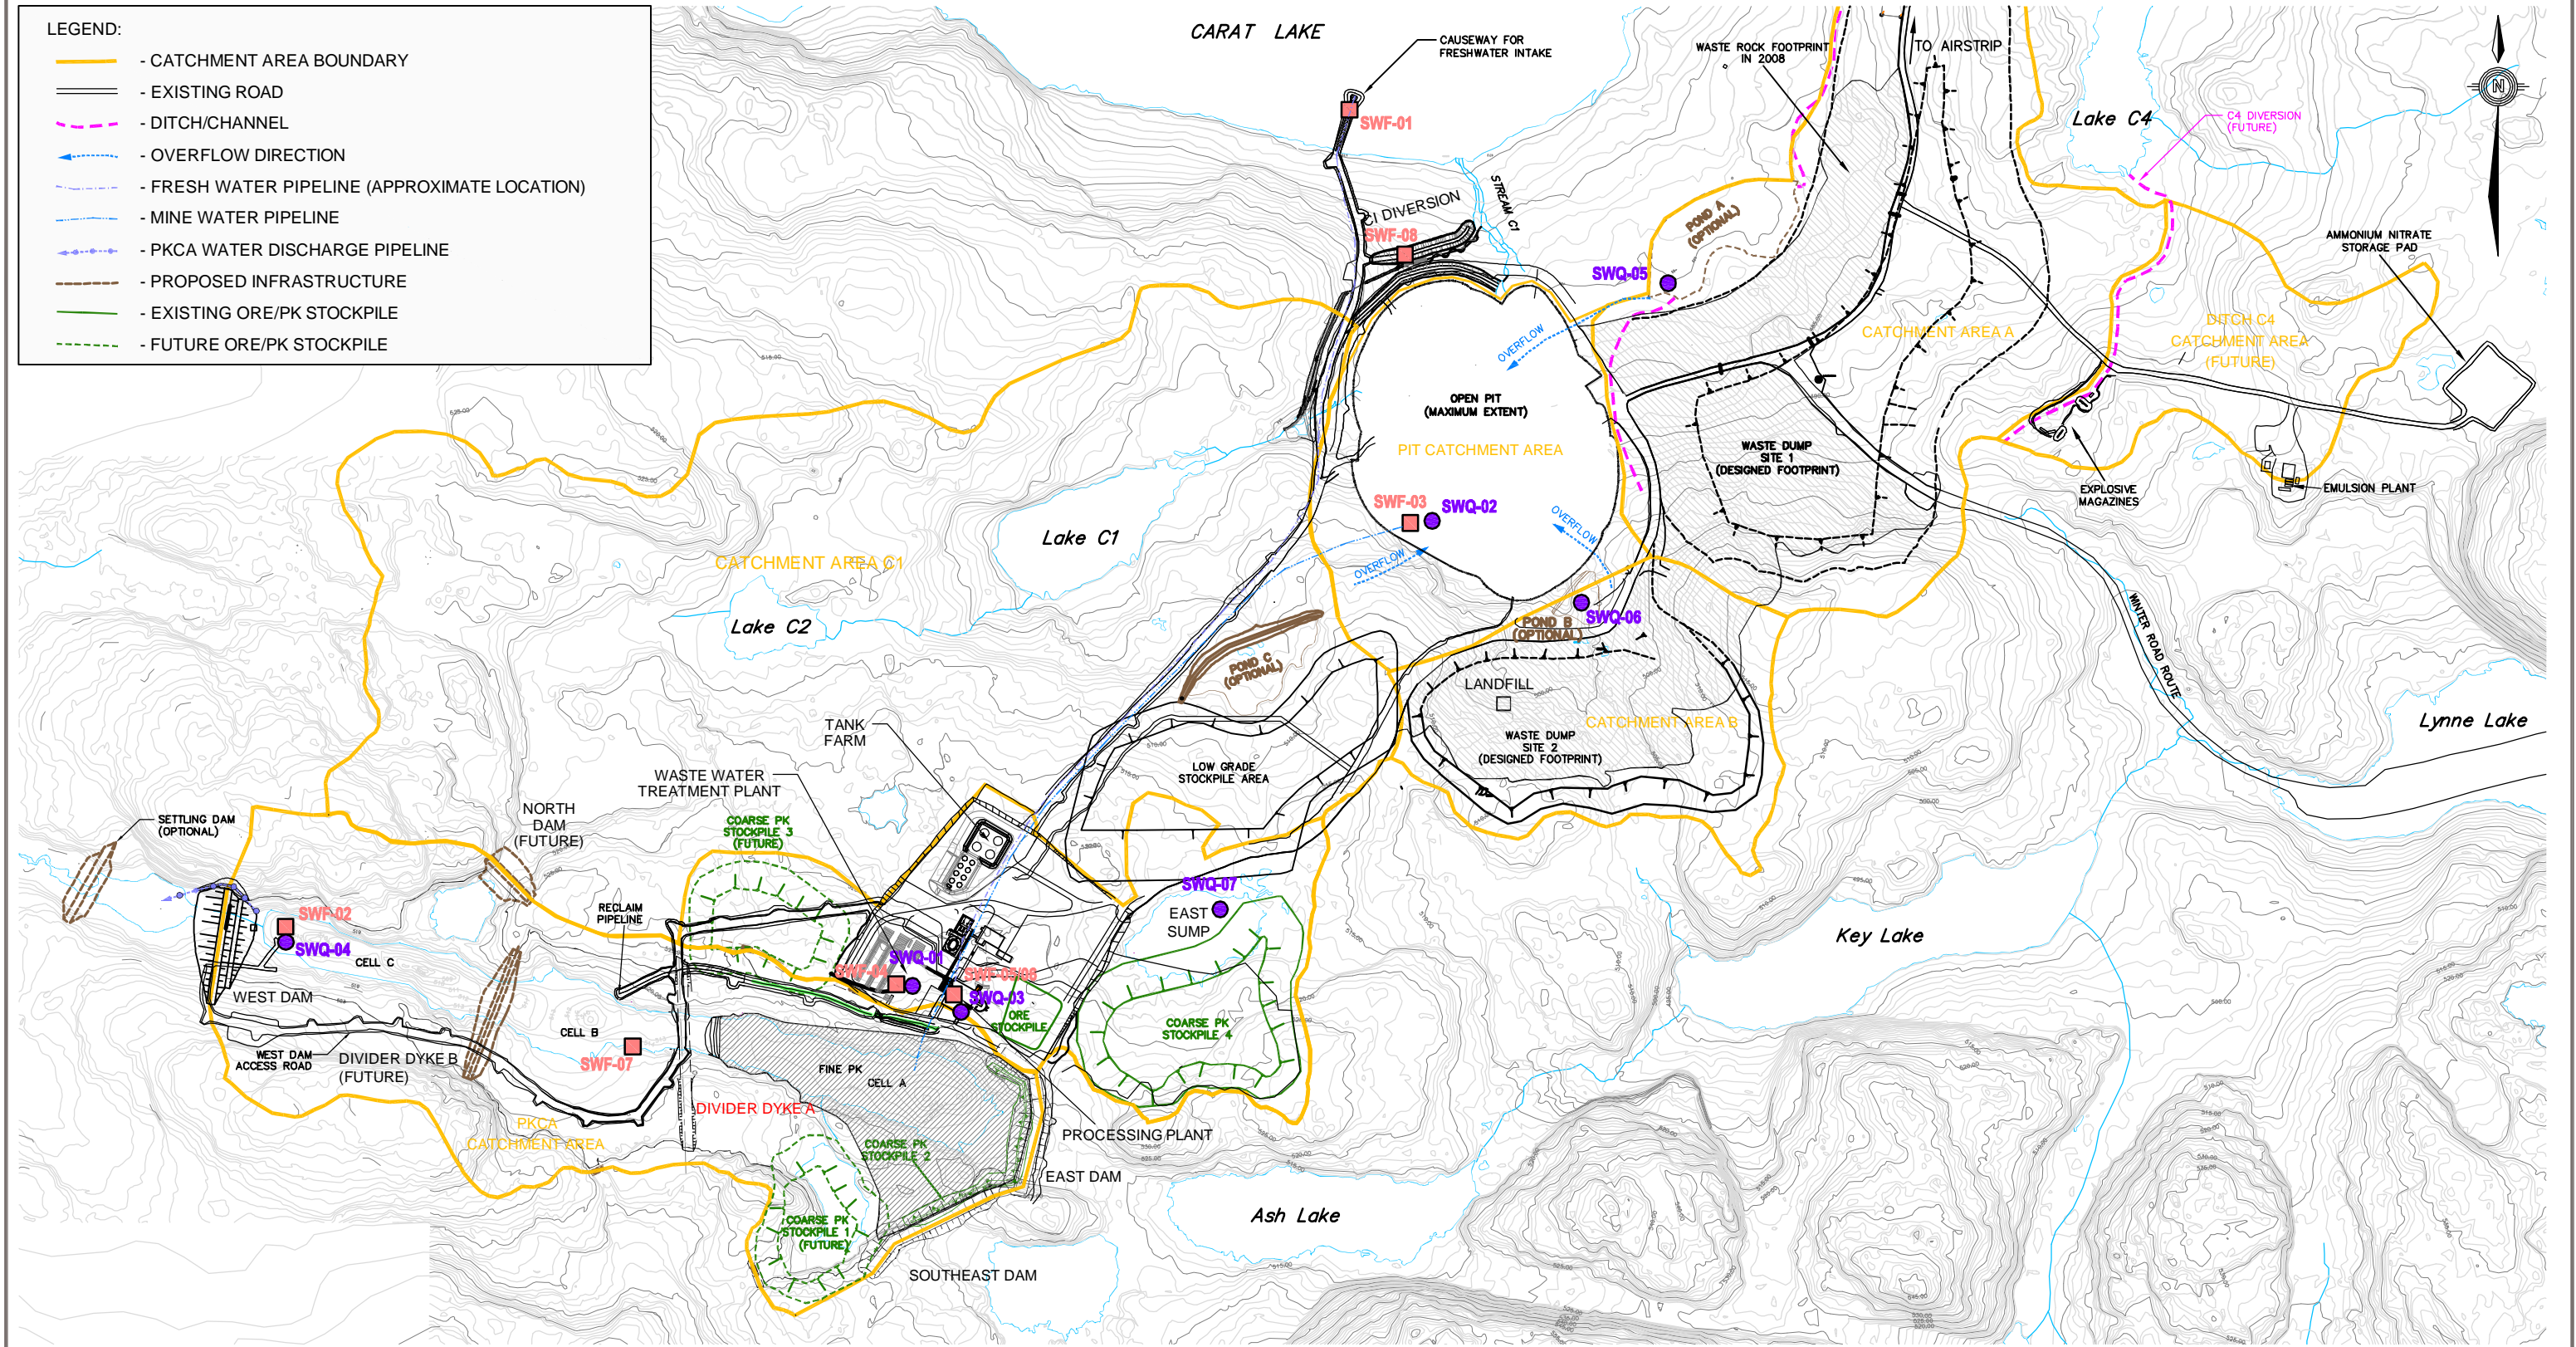 LEGEND:
- CATCHMENT AREA BOUNDARY
- EXISTING ROAD
- DITCH/CHANNEL
- OVERFLOW DIRECTION
- FRESH WATER PIPELINE (APPROXIMATE LOCATION)
- MINE WATER PIPELINE
- PKCA WATER DISCHARGE PIPELINE
- PROPOSED INFRASTRUCTURE
- EXISTING ORE/PK STOCKPILE
- FUTURE ORE/PK STOCKPILE
CARAT LAKE
CAUSEWAY FOR
FRESHWATER INTAKE
SWF-01
WASTE ROCK FOOTPRINT
IN 2008
TO AIRSTRIP
Lake C4
C4 DIVERSION
(FUTURE)
N
STREAM C1
C1 DIVERSION
SWF-08
POND A
(OPTIONAL)
SWQ-05
AMMONIUM NITRATE
STORAGE PAD
OVERFLOW
CATCHMENT AREA A
DITCH C4
CATCHMENT AREA
(FUTURE)
OPEN PIT
(MAXIMUM EXTENT)
PIT CATCHMENT AREA
WASTE DUMP
SITE 1
(DESIGNED FOOTPRINT)
EXPLOSIVE
MAGAZINES
EMULSION PLANT
SWF-03
SWQ-02
OVERFLOW
OVERFLOW
Lake C1
CATCHMENT AREA C1
Lake C2
SWQ-06
POND B
(OPTIONAL)
POND C
(OPTIONAL)
WINTER ROAD ROUTE
LANDFILL
CATCHMENT AREA B
WASTE DUMP
SITE 2
(DESIGNED FOOTPRINT)
Lynne Lake
TANK
FARM
LOW GRADE
STOCKPILE AREA
WASTE WATER
TREATMENT PLANT
NORTH
DAM
(FUTURE)
SETTLING DAM
(OPTIONAL)
COARSE PK
STOCKPILE 3
(FUTURE)
RECLAIM
PIPELINE
SWF-02
SWQ-04
CELL C
WEST DAM
SWQ-07
EAST
SUMP
Key Lake
SWQ-01
SWF-04
SWF-05/06
SWQ-03
ORE
STOCKPILE
COARSE PK
STOCKPILE 4
CELL B
SWF-07
WEST DAM
ACCESS ROAD
DIVIDER DYKE B
(FUTURE)
FINE PK
CELL A
DIVIDER DYKE A
PKCA
CATCHMENT AREA
COARSE PK
STOCKPILE 2
PROCESSING PLANT
EAST DAM
COARSE PK
STOCKPILE 1
(FUTURE)
SOUTHEAST DAM
Ash Lake